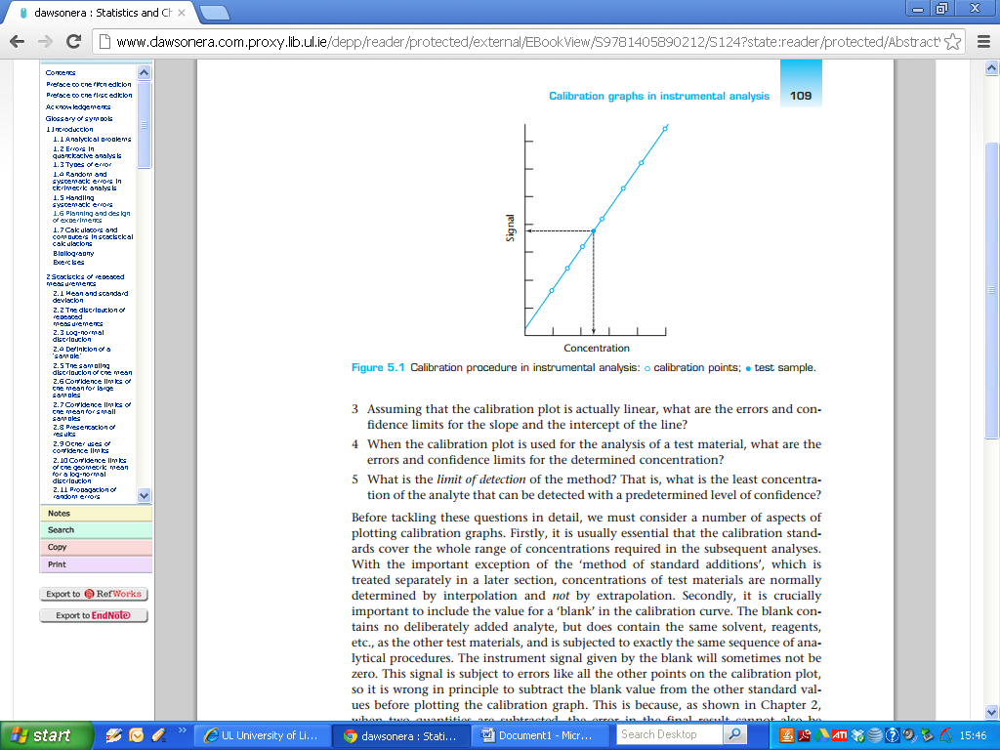 dawsonera : Statistics and Ch
www.dawsonera.com.proxy.lib.ul.ie/depp/reader/protected/external/EBookView/S9781405890212/S124?state:reader/protected/Abstract
Contents
Preface to the fifth edition
Preface to the first edition
Acknowledgements
Glossary of symbols
1 Introduction
1.1 Analytical problems
1.2 Errors in
quantitative analysis
1.3 Types of error
1.4 Random and
systematic errors in
titrimetric analysis
1.5 Handling
systematic errors
1.6 Planning and design
of experiments
1.7 Calculators and
computers in statistical
calculations
Bibliography
Exercises
2 Statistics of repeated
measurements
2.1 Mean and standard
deviation
2.2 The distribution of
repeated
measurements
2.3 Log-normal
distribution
2.4 Definition of a
'sample'
2.5 The sampling
distribution of the mean
2.6 Confidence limits of
the mean for large
samples
2.7 Confidence limits of
the mean for small
samples
2.8 Presentation of
results
2.9 Other uses of
confidence limits
2.10 Confidence limits
of the geometric mean
for a log-normal
distribution
2.11 Propagation of
random errors
Notes
Search
Copy
Print
Export to RefWorks
Export to EndNote
Calibration graphs in instrumental analysis 109
Signal
Concentration
Figure 5.1 Calibration procedure in instrumental analysis: ○ calibration points; ● test sample.
3 Assuming that the calibration plot is actually linear, what are the errors and con-
fidence limits for the slope and the intercept of the line?
4 When the calibration plot is used for the analysis of a test material, what are the
errors and confidence limits for the determined concentration?
5 What is the limit of detection of the method? That is, what is the least concentra-
tion of the analyte that can be detected with a predetermined level of confidence?
Before tackling these questions in detail, we must consider a number of aspects of
plotting calibration graphs. Firstly, it is usually essential that the calibration stand-
ards cover the whole range of concentrations required in the subsequent analyses.
With the important exception of the 'method of standard additions', which is
treated separately in a later section, concentrations of test materials are normally
determined by interpolation and not by extrapolation. Secondly, it is crucially
important to include the value for a 'blank' in the calibration curve. The blank con-
tains no deliberately added analyte, but does contain the same solvent, reagents,
etc., as the other test materials, and is subjected to exactly the same sequence of ana-
lytical procedures. The instrument signal given by the blank will sometimes not be
zero. This signal is subject to errors like all the other points on the calibration plot,
so it is wrong in principle to subtract the blank value from the other standard val-
ues before plotting the calibration graph. This is because, as shown in Chapter 2,
when two quantities are subtracted, the error in the final result cannot also be
start
UL University of Li...
dawsonera : Stati...
Document1 - Micr...
Search Desktop
ATI
15:46